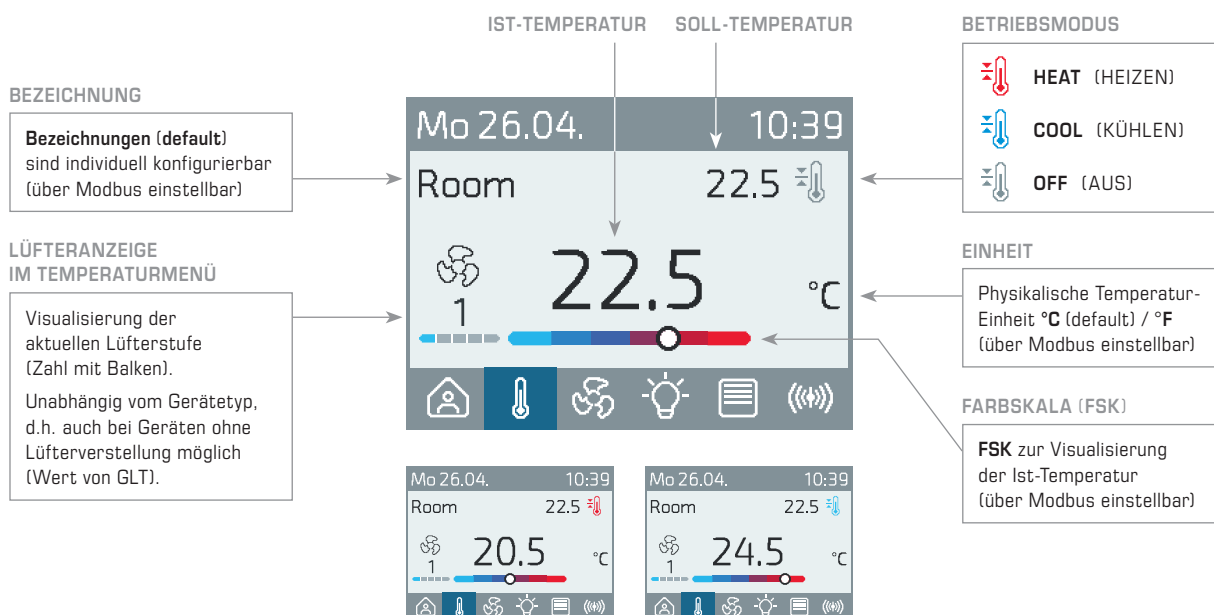 IST-TEMPERATUR
SOLL-TEMPERATUR
BETRIEBSMODUS
HEAT (HEIZEN)
COOL (KÜHLEN)
OFF (AUS)
BEZEICHNUNG
Bezeichnungen (default)
sind individuell konfigurierbar
(über Modbus einstellbar)
LÜFTERANZEIGE
IM TEMPERATURMENÜ
Visualisierung der
aktuellen Lüfterstufe
(Zahl mit Balken).
Unabhängig vom Gerätetyp,
d.h. auch bei Geräten ohne
Lüfterverstellung möglich
(Wert von GLT).
Mo 26.04. 10:39
Room 22.5
22.5 °C
1
EINHEIT
Physikalische Temperatur-
Einheit °C (default) / °F
(über Modbus einstellbar)
FARBSKALA (FSK)
FSK zur Visualisierung
der Ist-Temperatur
(über Modbus einstellbar)
Mo 26.04. 10:39
Room 22.5
20.5 °C
1
Mo 26.04. 10:39
Room 22.5
24.5 °C
1